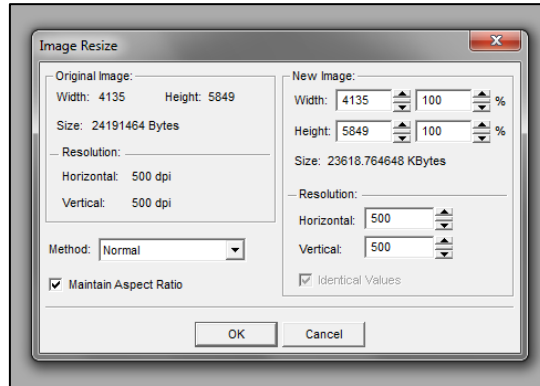 Image Resize
Original Image:
Width: 4135 Height: 5849
Size: 24191464 Bytes
Resolution:
Horizontal: 500 dpi
Vertical: 500 dpi
Method: Normal
Maintain Aspect Ratio
New Image:
Width: 4135 100 %
Height: 5849 100 %
Size: 23618.764648 KBytes
Resolution:
Horizontal: 500
Vertical: 500
Identical Values
OK Cancel